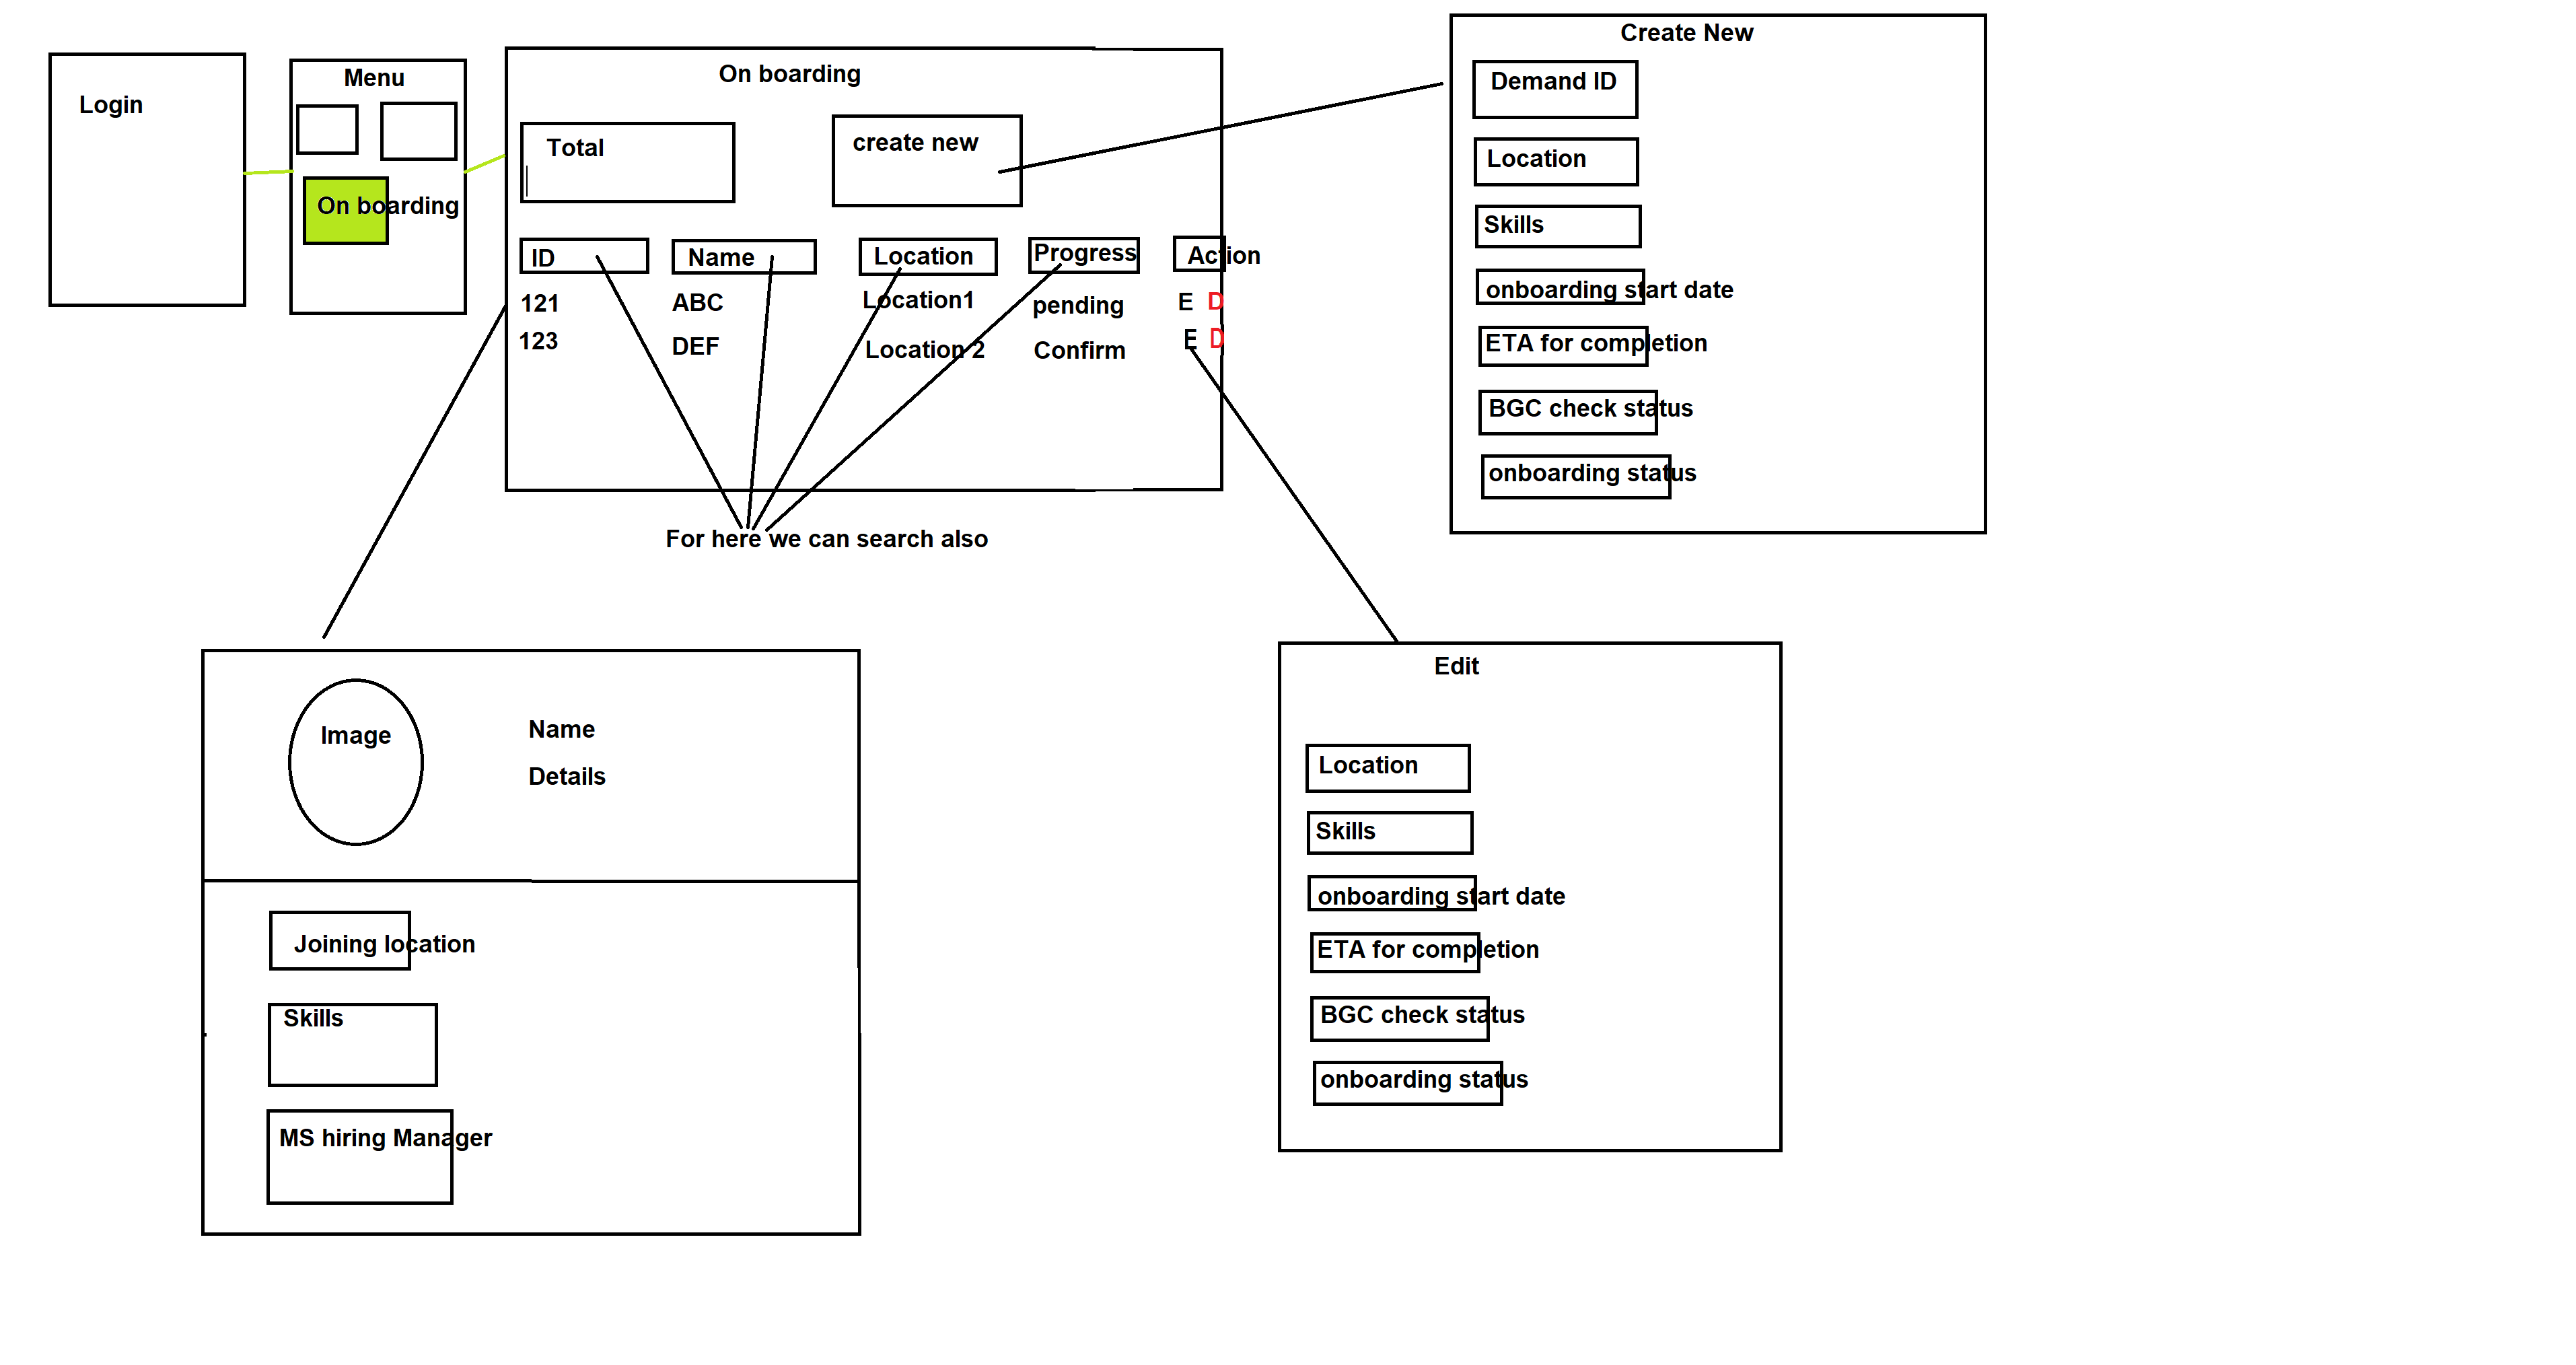 Login
Menu
On boarding
On boarding
Total
create new
ID
Name
Location
Progress
Action
121
ABC
Location1
pending
E D
123
DEF
Location 2
Confirm
E D
For here we can search also
Create New
Demand ID
Location
Skills
onboarding start date
ETA for completion
BGC check status
onboarding status
Image
Name
Details
Joining location
Skills
MS hiring Manager
Edit
Location
Skills
onboarding start date
ETA for completion
BGC check status
onboarding status